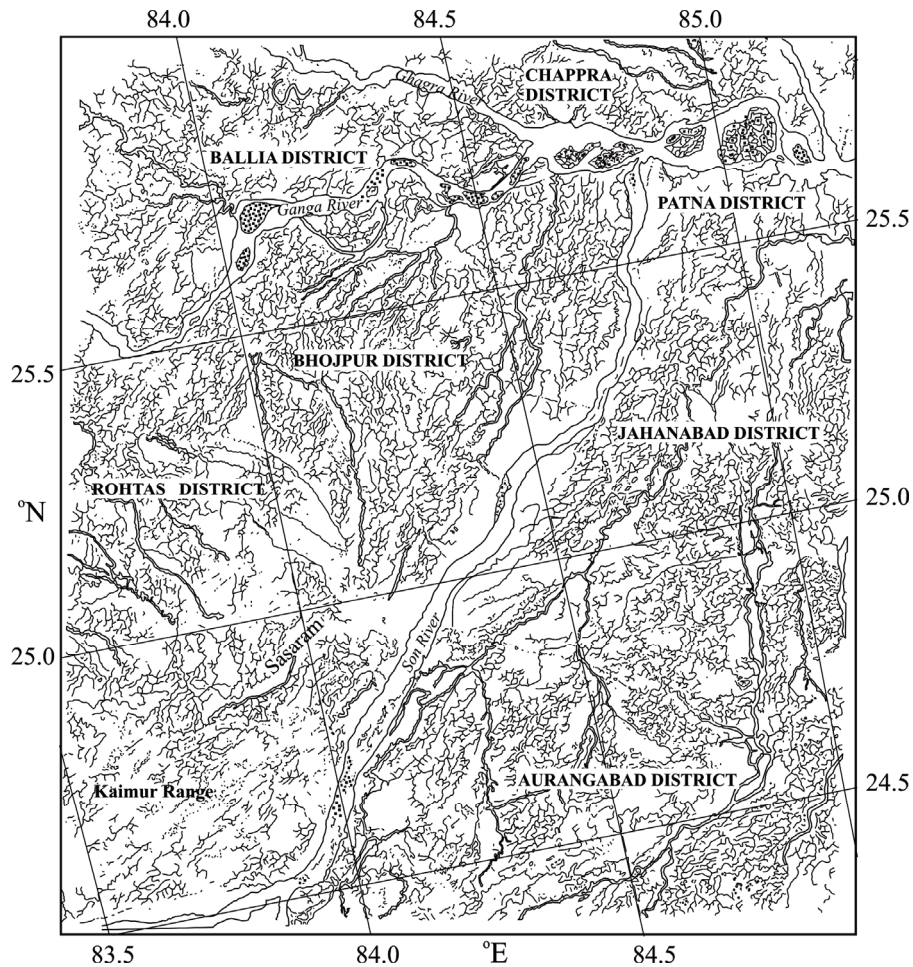 84.0
84.5
85.0
Ghagra River
CHAPPRA
DISTRICT
BALLIA DISTRICT
Ganga River
PATNA DISTRICT
25.5
25.5
BHOJPUR DISTRICT
JAHANABAD DISTRICT
ROHTAS DISTRICT
°N
25.0
Sasaram
Son River
25.0
AURANGABAD DISTRICT
24.5
Kaimur Range
83.5
84.0
°E
84.5